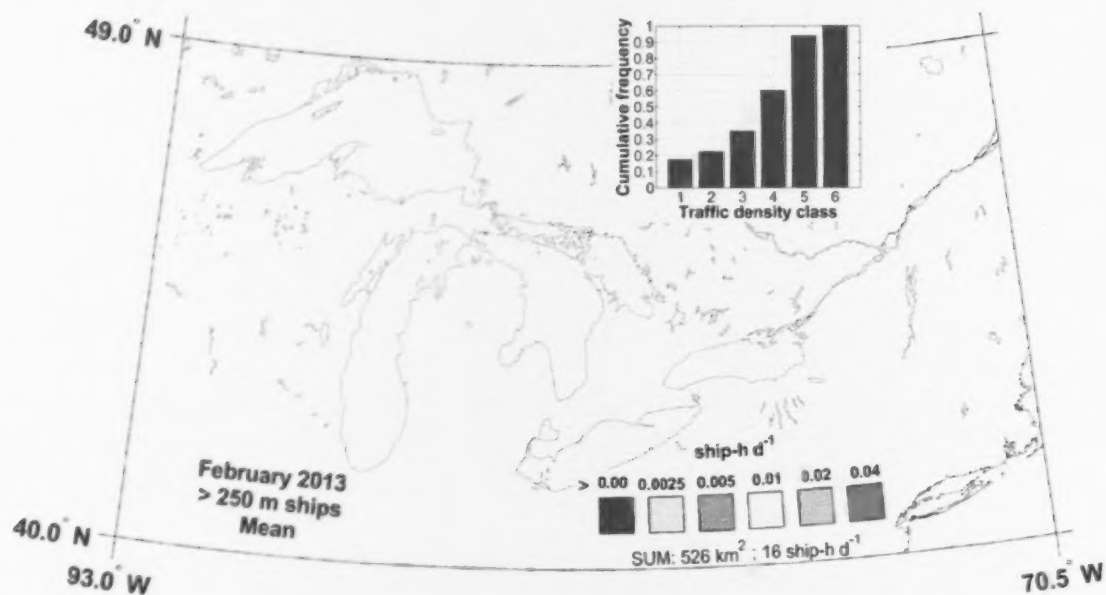 49.0° N
Cumulative frequency
1
0.9
0.8
0.7
0.6
0.5
0.4
0.3
0.2
0.1
0
1 2 3 4 5 6
Traffic density class
February 2013
> 250 m ships
Mean
ship-h d⁻¹
> 0.00 0.0025 0.005 0.01 0.02 0.04
SUM: 526 km² : 16 ship-h d⁻¹
40.0° N
93.0° W
70.5° W